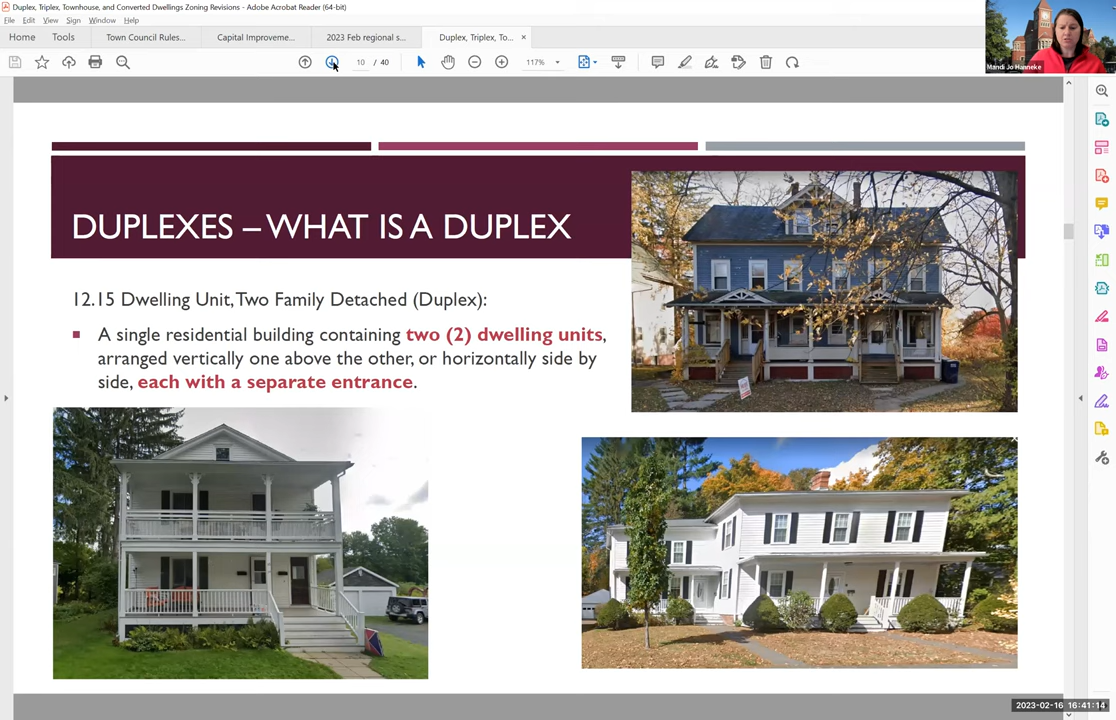 Duplex, Triplex, Townhouse, and Converted Dwellings Zoning Revisions - Adobe Acrobat Reader (64-bit)
File Edit View Sign Window Help
Home Tools Town Council Rules... Capital Improveme... 2023 Feb regional s... Duplex, Triplex, To... ×
10 / 40 117%
Mandi Jo Hanneke
DUPLEXES – WHAT IS A DUPLEX
12.15 Dwelling Unit, Two Family Detached (Duplex):
A single residential building containing two (2) dwelling units,
arranged vertically one above the other, or horizontally side by
side, each with a separate entrance.
2023-02-16 16:41:14